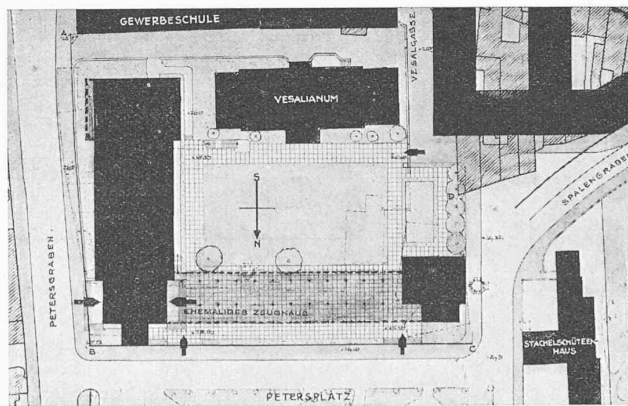 GEWERBESCHULE
VESALGASSE
A
VESALIANUM
SPALENGRABEN
S
N
PETERSGRABEN
EHEMALIGES ZEUGHAUS
STACHELSCHÜTZEN-
HAUS
B
C
PETERSPLATZ